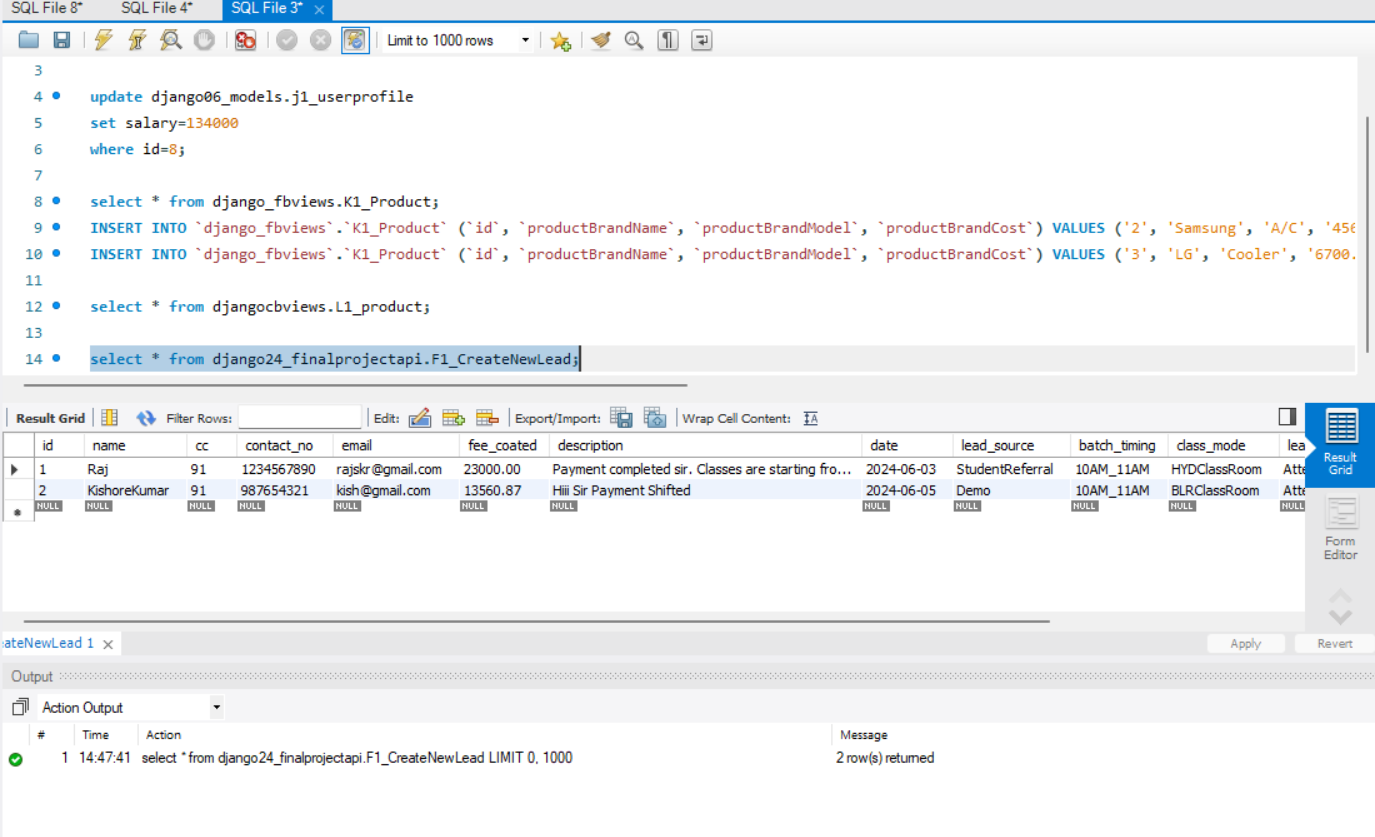 SQL File 8* SQL File 4* SQL File 3* ×
Limit to 1000 rows
3
4 update django06_models.j1_userprofile
5 set salary=134000
6 where id=8;
7
8 select * from django_fbviews.K1_Product;
9 INSERT INTO `django_fbviews`.`K1_Product` (`id`, `productBrandName`, `productBrandModel`, `productBrandCost`) VALUES ('2', 'Samsung', 'A/C', '456
10 INSERT INTO `django_fbviews`.`K1_Product` (`id`, `productBrandName`, `productBrandModel`, `productBrandCost`) VALUES ('3', 'LG', 'Cooler', '6700.
11
12 select * from djangocbviews.L1_product;
13
14 select * from django24_finalprojectapi.F1_CreateNewLead;
Result Grid Filter Rows: Edit: Export/Import: Wrap Cell Content: IA
id name cc contact_no email fee_coated description date lead_source batch_timing class_mode lea
1 Raj 91 1234567890 rajskr@gmail.com 23000.00 Payment completed sir. Classes are starting fro... 2024-06-03 StudentReferral 10AM_11AM HYDClassRoom Atte
2 KishoreKumar 91 987654321 kish@gmail.com 13560.87 Hiii Sir Payment Shifted 2024-06-05 Demo 10AM_11AM BLRClassRoom Atte
NULL NULL NULL NULL NULL NULL NULL NULL NULL NULL NULL NULL
Result
Grid
Form
Editor
eateNewLead 1 ×
Apply Revert
Output
Action Output
# Time Action Message
1 14:47:41 select * from django24_finalprojectapi.F1_CreateNewLead LIMIT 0, 1000 2 row(s) returned